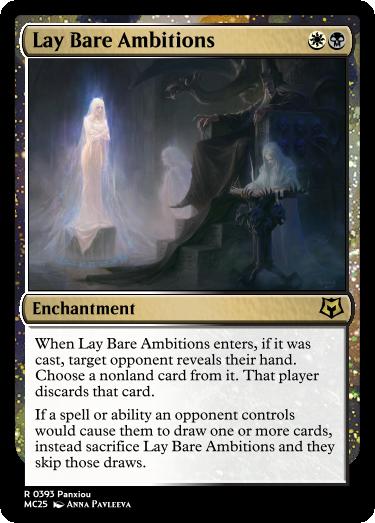 Lay Bare Ambitions
Enchantment
When Lay Bare Ambitions enters, if it was
cast, target opponent reveals their hand.
Choose a nonland card from it. That player
discards that card.
If a spell or ability an opponent controls
would cause them to draw one or more cards,
instead sacrifice Lay Bare Ambitions and they
skip those draws.
R 0393 Panxiou
MC25 Anna Pavleeva